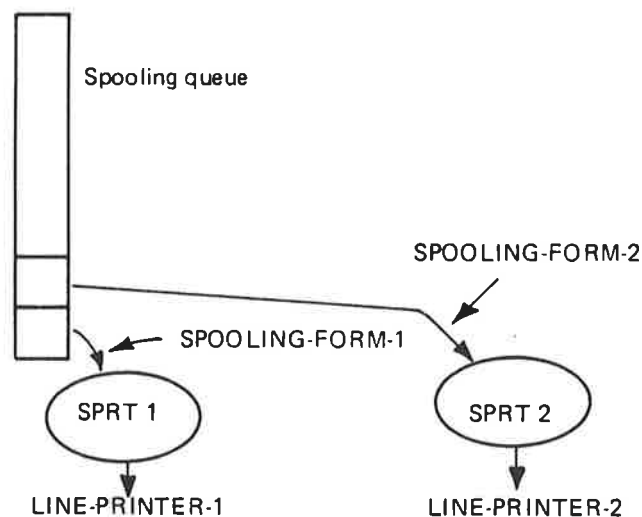 Spooling queue
SPOOLING-FORM-2
SPOOLING-FORM-1
SPRT 1
SPRT 2
LINE-PRINTER-1
LINE-PRINTER-2